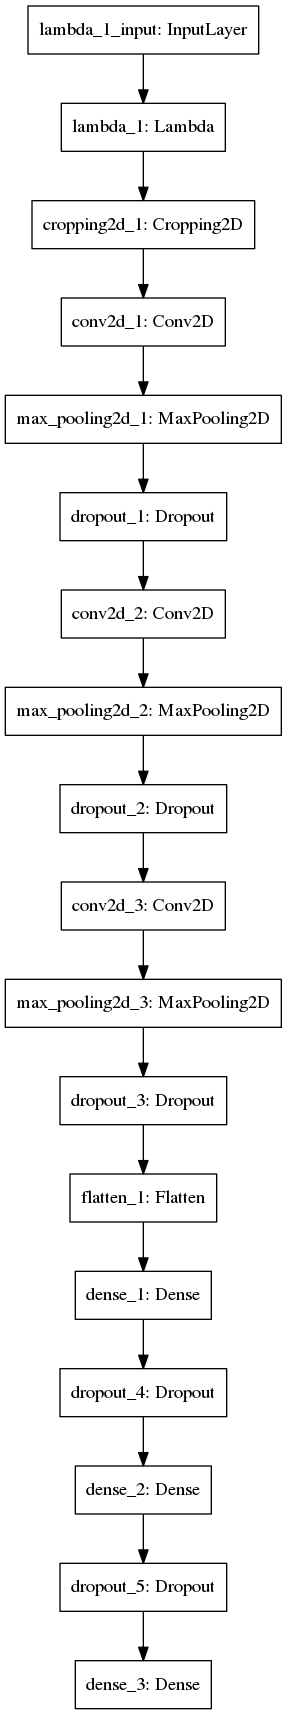 lambda_1_input: InputLayer
lambda_1: Lambda
cropping2d_1: Cropping2D
conv2d_1: Conv2D
max_pooling2d_1: MaxPooling2D
dropout_1: Dropout
conv2d_2: Conv2D
max_pooling2d_2: MaxPooling2D
dropout_2: Dropout
conv2d_3: Conv2D
max_pooling2d_3: MaxPooling2D
dropout_3: Dropout
flatten_1: Flatten
dense_1: Dense
dropout_4: Dropout
dense_2: Dense
dropout_5: Dropout
dense_3: Dense